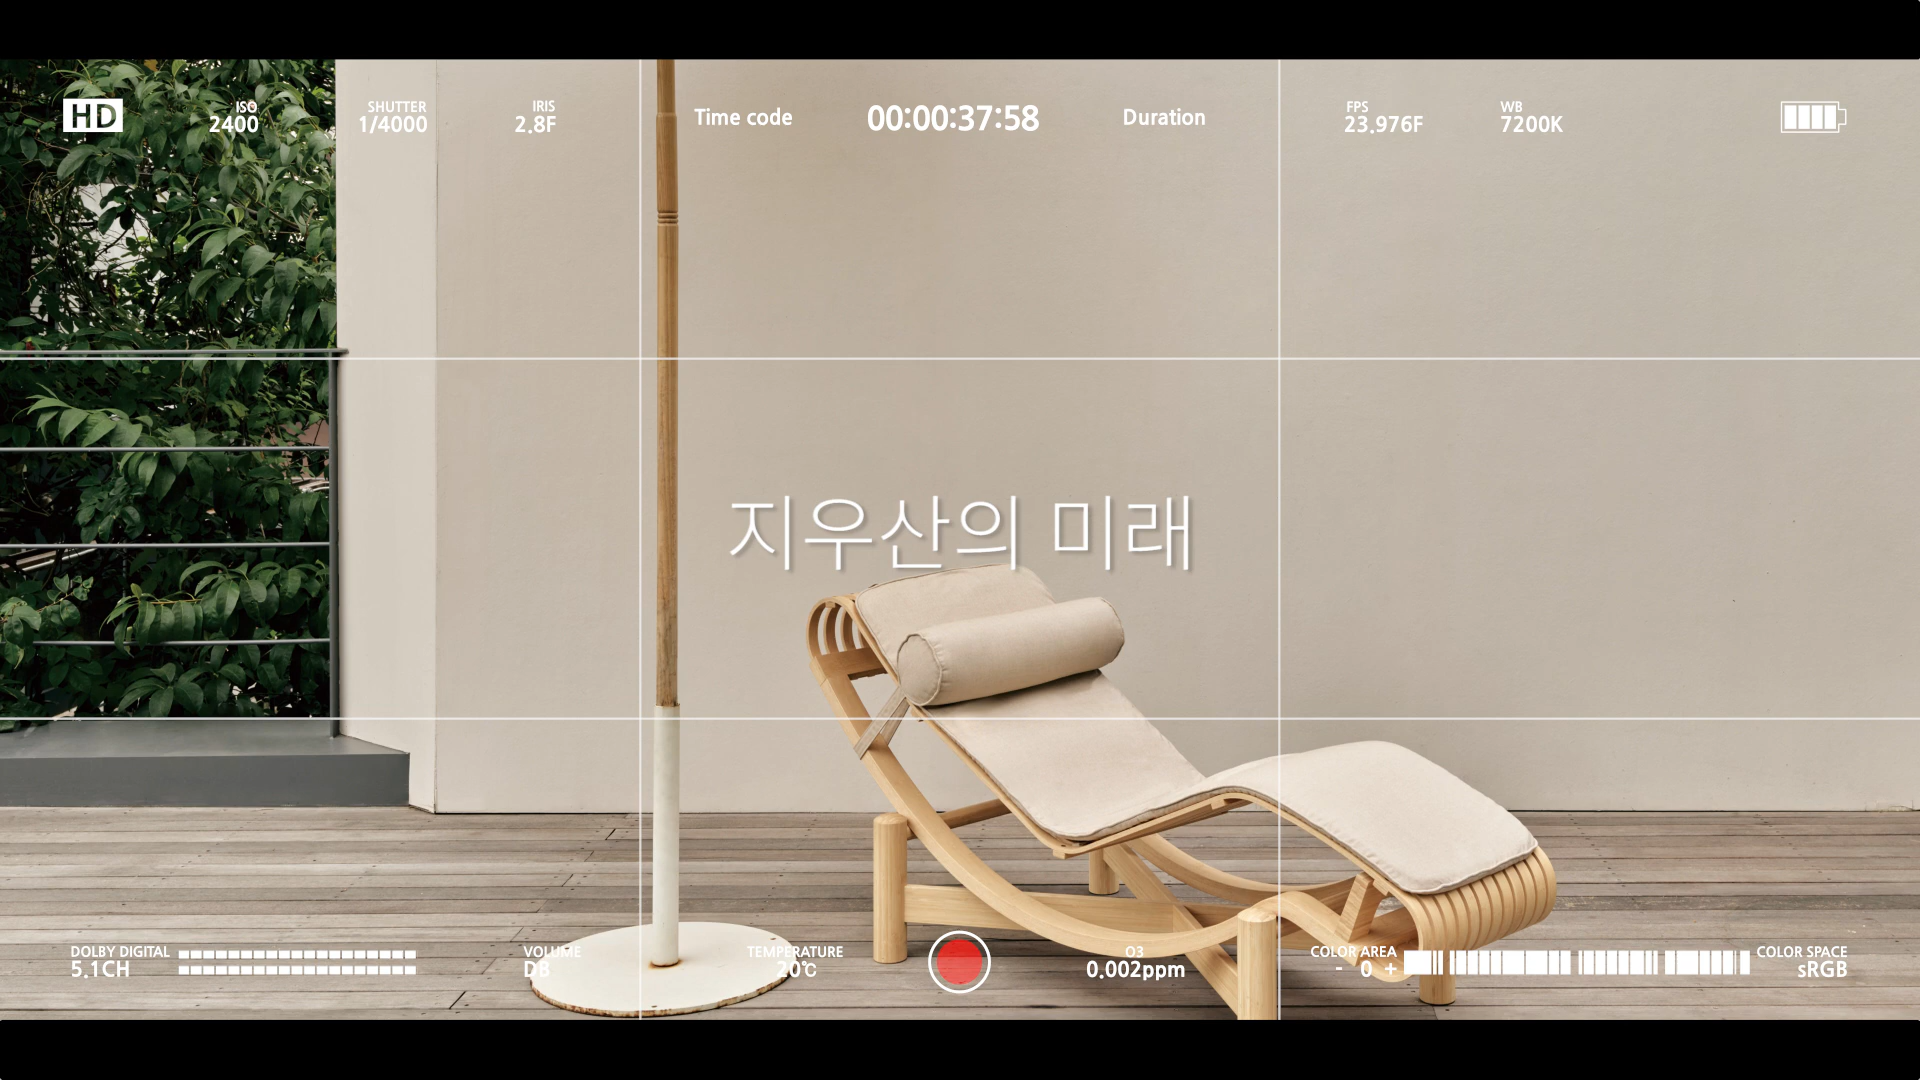 HD
ISO
2400
SHUTTER
1/4000
IRIS
2.8F
Time code
00:00:37:58
Duration
FPS
23.976F
WB
7200K
지우산의 미래
DOLBY DIGITAL
5.1CH
VOLUME
DB
TEMPERATURE
20℃
O3
0.002ppm
COLOR AREA
- 0 +
COLOR SPACE
sRGB